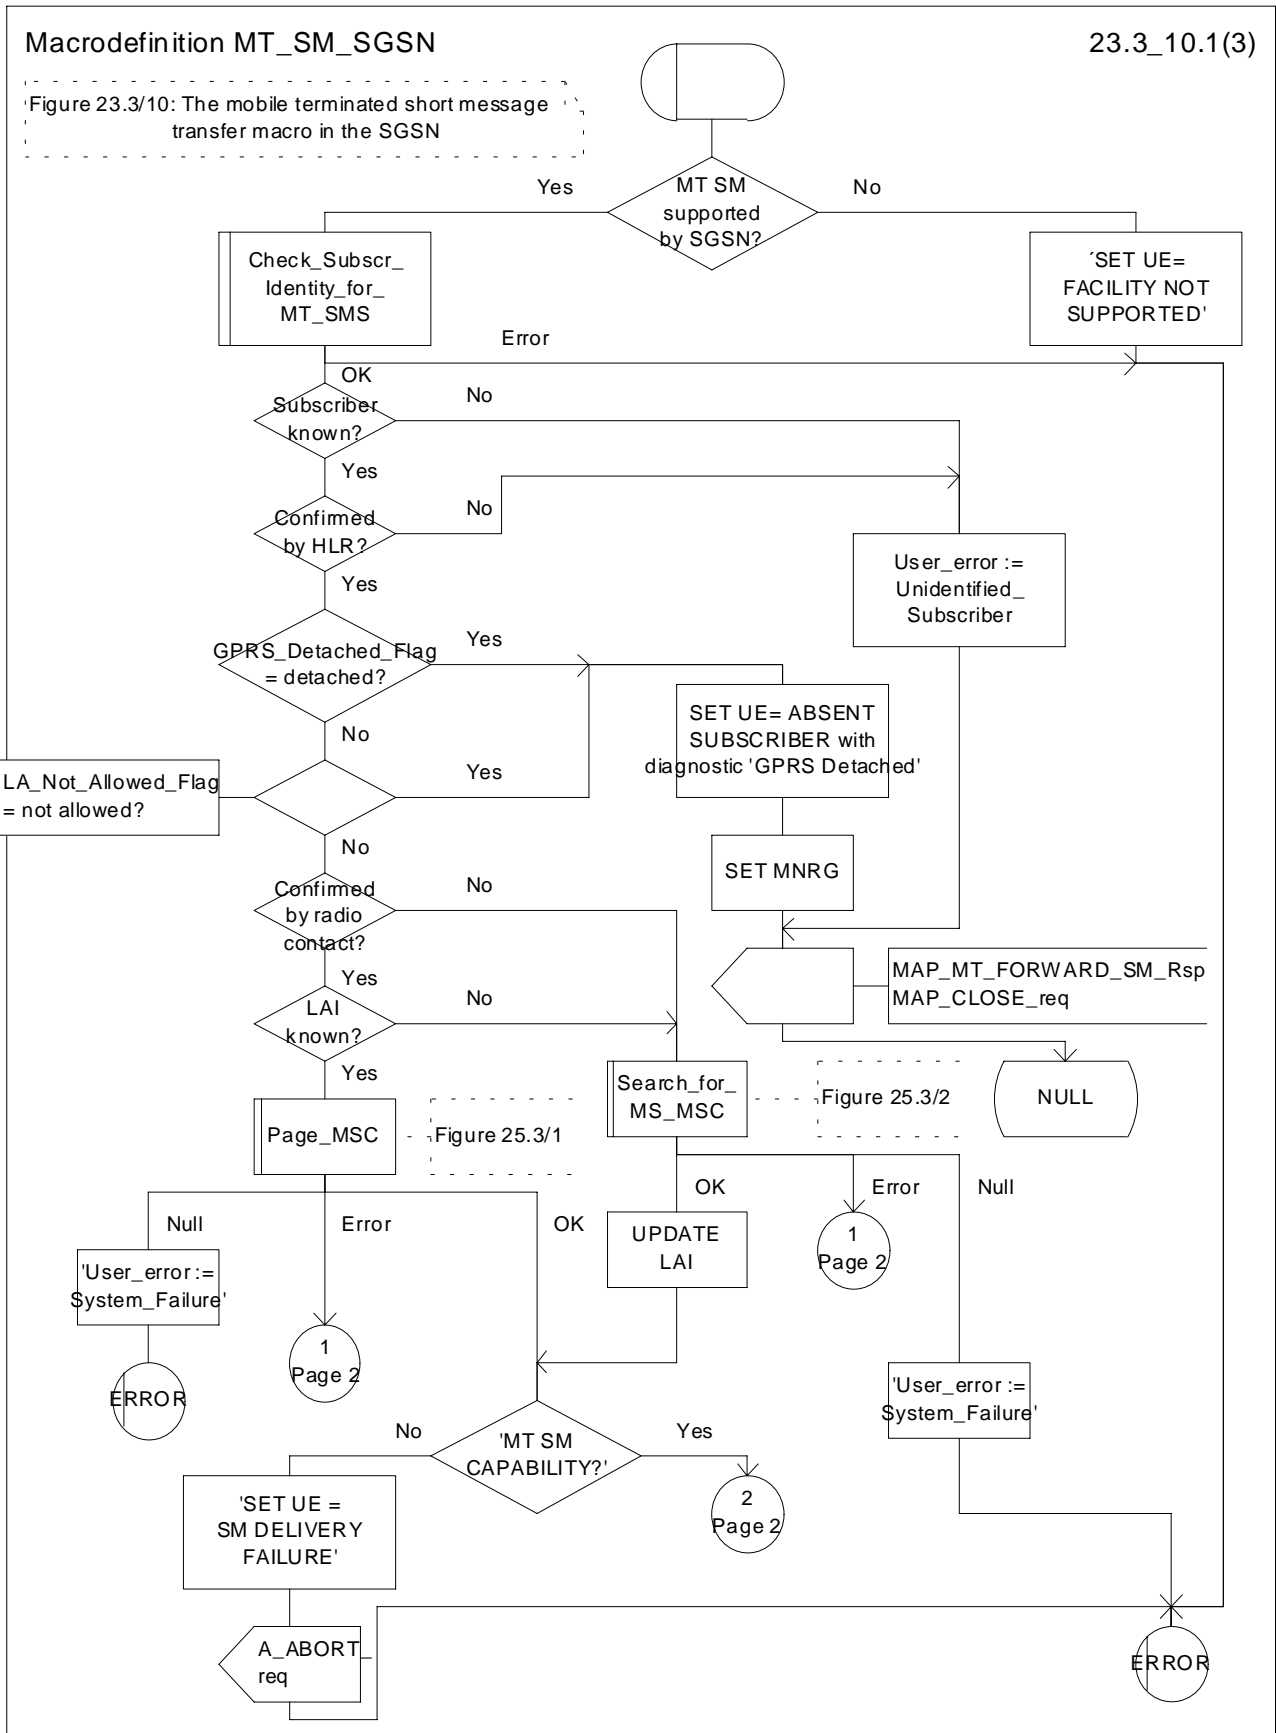 Macrodefinition MT_SM_SGSN
23.3_10.1(3)
Figure 23.3/10: The mobile terminated short message
transfer macro in the SGSN
MT SM
supported
by SGSN?
Yes
No
Check_Subscr_
Identity_for_
MT_SMS
´SET UE=
FACILITY NOT
SUPPORTED'
Error
OK
Subscriber
known?
No
Yes
Confirmed
by HLR?
No
User_error :=
Unidentified_
Subscriber
Yes
GPRS_Detached_Flag
= detached?
Yes
SET UE= ABSENT
SUBSCRIBER with
diagnostic 'GPRS Detached'
No
LA_Not_Allowed_Flag
= not allowed?
Yes
No
SET MNRG
Confirmed
by radio
contact?
No
Yes
MAP_MT_FORWARD_SM_Rsp
MAP_CLOSE_req
LAI
known?
No
Yes
Search_for_
MS_MSC
Figure 25.3/2
NULL
Page_MSC
Figure 25.3/1
OK
Error
Null
Null
Error
OK
UPDATE
LAI
1
Page 2
'User_error :=
System_Failure'
1
Page 2
ERROR
'User_error :=
System_Failure'
No
'MT SM
CAPABILITY?'
Yes
2
Page 2
'SET UE =
SM DELIVERY
FAILURE'
A_ABORT_
req
ERROR